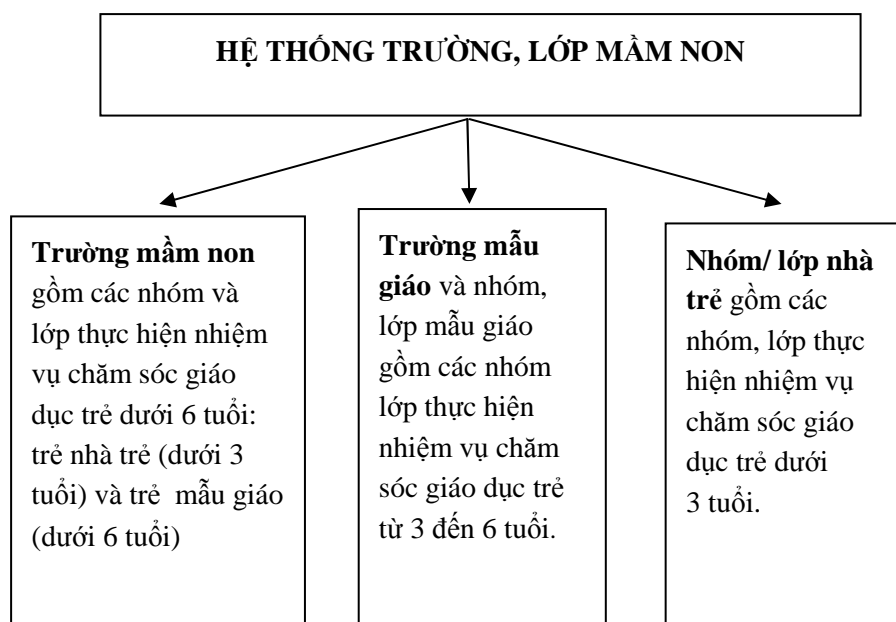 HỆ THỐNG TRƯỜNG, LỚP MẦM NON
Trường mầm non
gồm các nhóm và
lớp thực hiện nhiệm
vụ chăm sóc giáo
dục trẻ dưới 6 tuổi:
trẻ nhà trẻ (dưới 3
tuổi) và trẻ mẫu giáo
(dưới 6 tuổi)
Trường mẫu
giáo và nhóm,
lớp mẫu giáo
gồm các nhóm
lớp thực hiện
nhiệm vụ chăm
sóc giáo dục trẻ
từ 3 đến 6 tuổi.
Nhóm/ lớp nhà
trẻ gồm các
nhóm, lớp thực
hiện nhiệm vụ
chăm sóc giáo
dục trẻ dưới
3 tuổi.